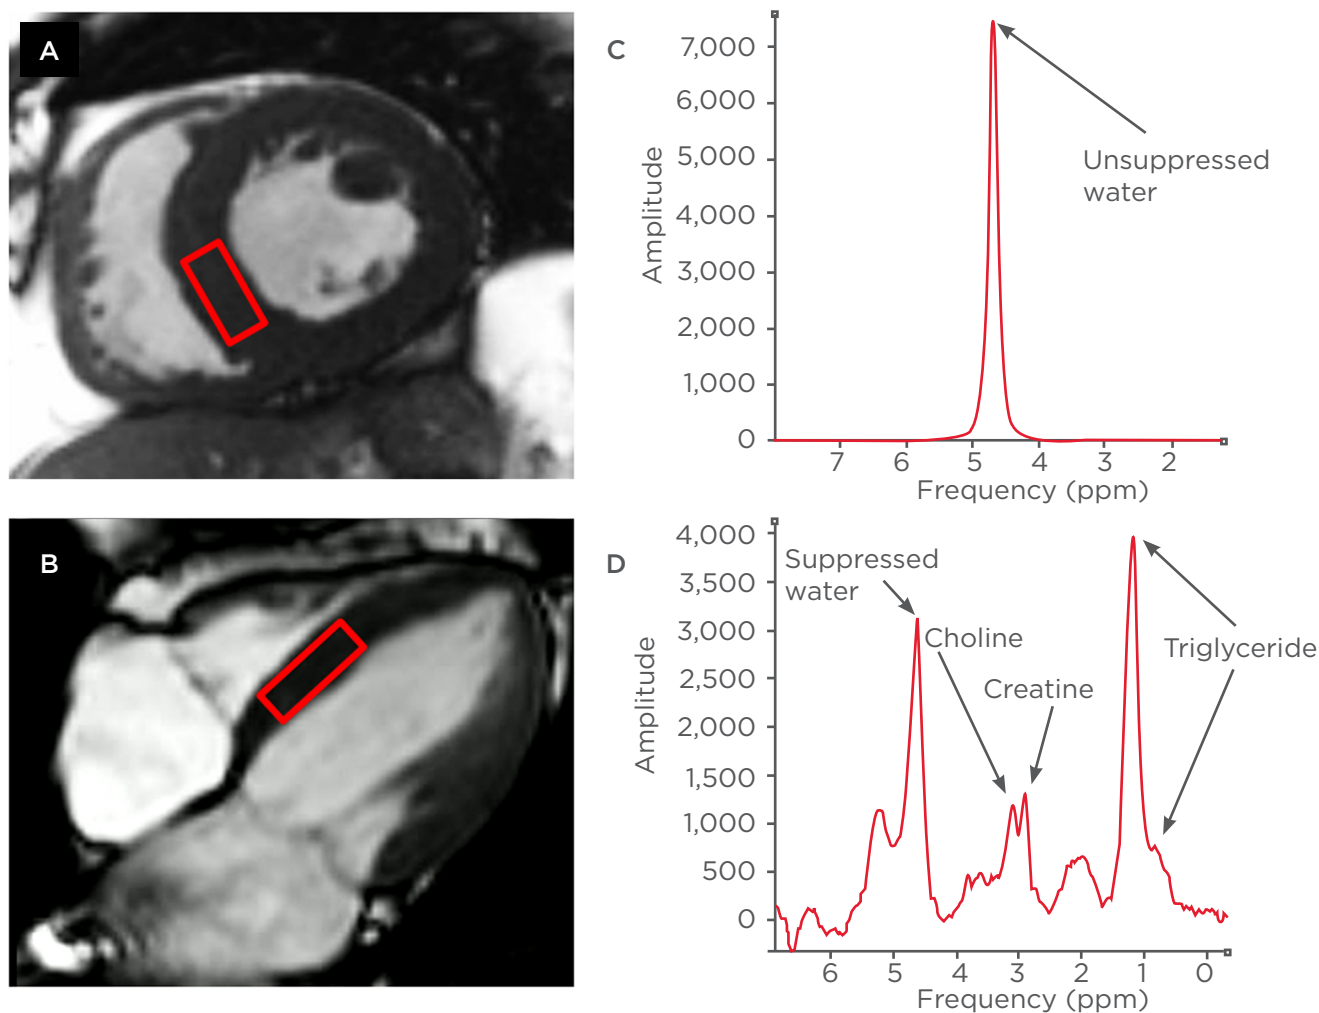 A
C
7,000
6,000
5,000
4,000
3,000
2,000
1,000
0
Amplitude
Unsuppressed
water
7 6 5 4 3 2
Frequency (ppm)
B
D
4,000
3,500
3,000
2,500
2,000
1,500
1,000
500
0
Amplitude
Suppressed
water
Choline
Creatine
Triglyceride
6 5 4 3 2 1 0
Frequency (ppm)